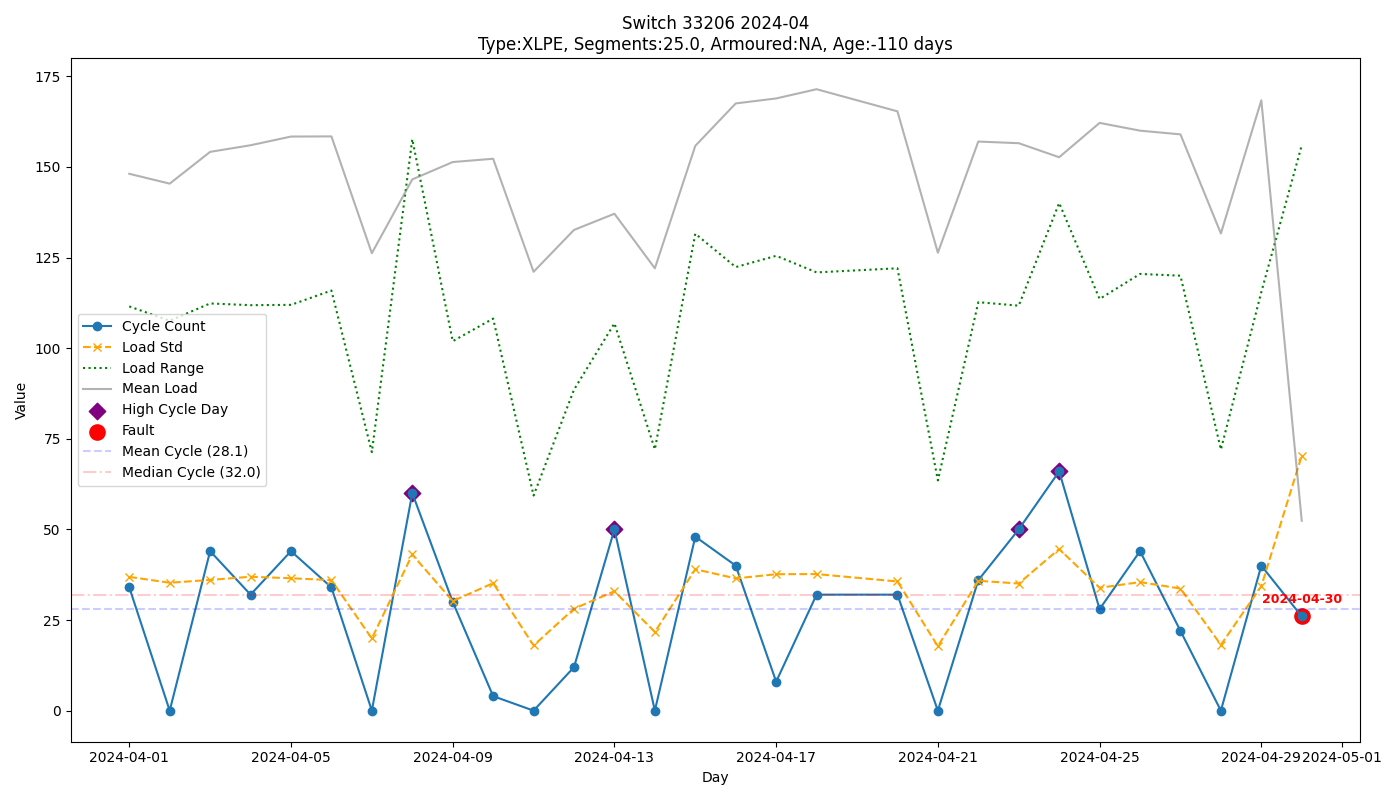 Switch 33206 2024-04
Type:XLPE, Segments:25.0, Armoured:NA, Age:-110 days
175
150
125
100
75
50
25
0
Value
Cycle Count
Load Std
Load Range
Mean Load
High Cycle Day
Fault
Mean Cycle (28.1)
Median Cycle (32.0)
2024-04-30
2024-04-01 2024-04-05 2024-04-09 2024-04-13 2024-04-17 2024-04-21 2024-04-25 2024-04-29 2024-05-01
Day